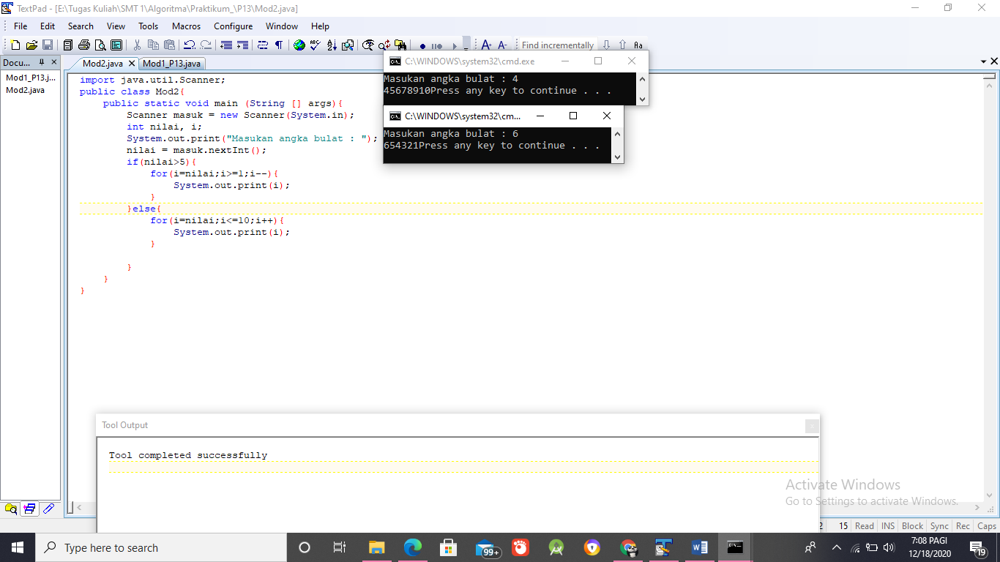 TextPad - [E:\Tugas Kuliah\SMT 1\Algoritma\Praktikum_\P13\Mod2.java]
File Edit Search View Tools Macros Configure Window Help
Find incrementally
Docu...
Mod2.java
Mod1_P13.java
Mod1_P13.j...
Mod2.java
import java.util.Scanner;
public class Mod2{
public static void main (String [] args){
Scanner masuk = new Scanner(System.in);
int nilai, i;
System.out.print("Masukan angka bulat : ");
nilai = masuk.nextInt();
if(nilai>5){
for(i=nilai;i>=1;i--){
System.out.print(i);
}
}else{
for(i=nilai;i<=10;i++){
System.out.print(i);
}
}
}
}
C:\WINDOWS\system32\cmd.exe
Masukan angka bulat : 4
45678910Press any key to continue . . .
C:\WINDOWS\system32\cm...
Masukan angka bulat : 6
654321Press any key to continue . . .
Tool Output
Tool completed successfully
Activate Windows
Go to Settings to activate Windows.
2 15 Read INS Block Sync Rec Caps
Type here to search
99+
7:08 PAGI
12/18/2020
19